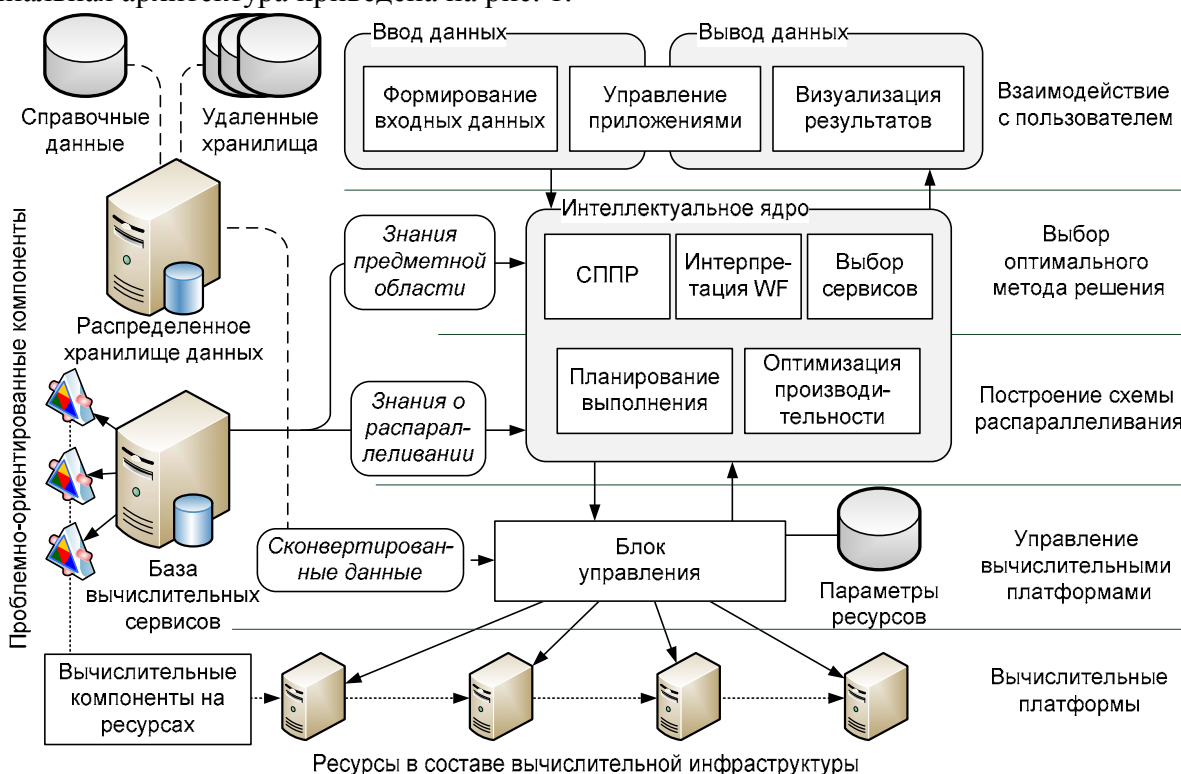 альная архитектура приведена на рис. 1.
Ввод данных
Вывод данных
Формирование
входных данных
Управление
приложениями
Визуализация
результатов
Взаимодействие
с пользователем
Справочные
данные
Удаленные
хранилища
Проблемно-ориентированные компоненты
Распределенное
хранилище данных
Знания
предметной
области
Интеллектуальное ядро
СППР
Интерпре-
тация WF
Выбор
сервисов
Выбор
оптимального
метода решения
Знания о
распарал-
леливании
Планирование
выполнения
Оптимизация
производи-
тельности
Построение схемы
распараллеливания
База
вычислительных
сервисов
Сконвертирован-
ные данные
Блок
управления
Параметры
ресурсов
Управление
вычислительными
платформами
Вычислительные
компоненты на
ресурсах
Вычислительные
платформы
Ресурсы в составе вычислительной инфраструктуры